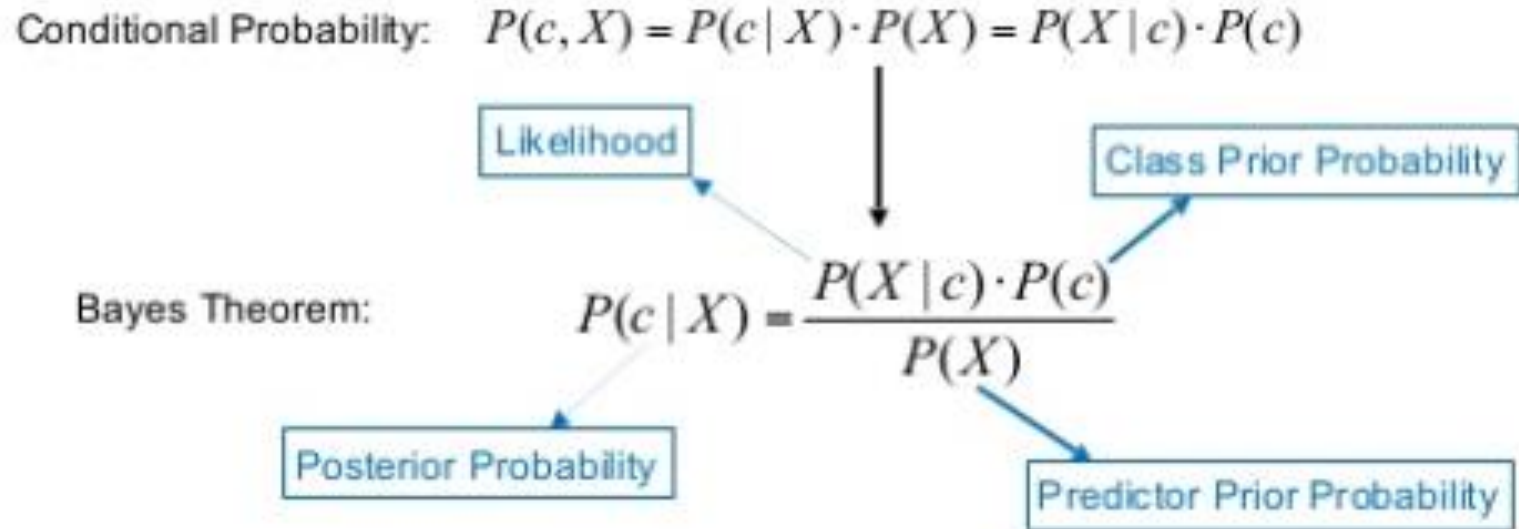 Conditional Probability: P(c, X) = P(c | X) · P(X) = P(X | c) · P(c)
Likelihood
Class Prior Probability
Bayes Theorem: P(c | X) = P(X | c) · P(c) / P(X)
Posterior Probability
Predictor Prior Probability